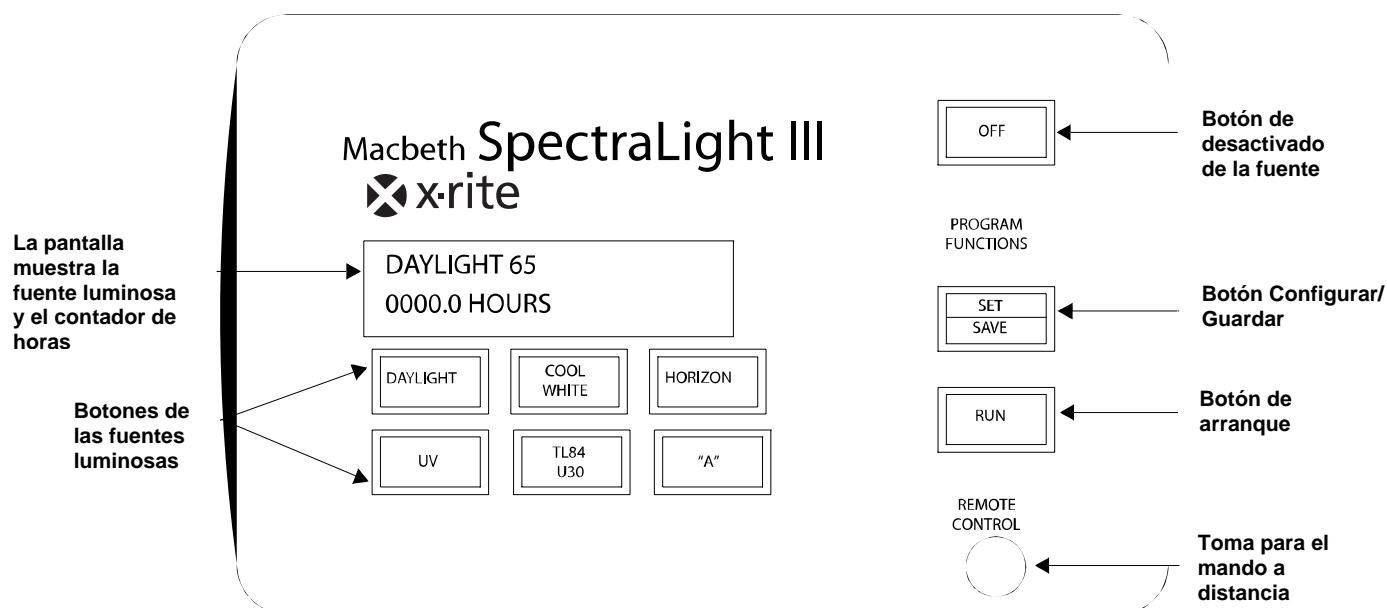 Macbeth SpectraLight III
x·rite
DAYLIGHT 65
0000.0 HOURS
DAYLIGHT
COOL
WHITE
HORIZON
UV
TL84
U30
"A"
La pantalla
muestra la
fuente luminosa
y el contador de
horas
Botones de
las fuentes
luminosas
OFF
PROGRAM
FUNCTIONS
SET
SAVE
RUN
REMOTE
CONTROL
Botón de
desactivado
de la fuente
Botón Configurar/
Guardar
Botón de
arranque
Toma para el
mando a
distancia